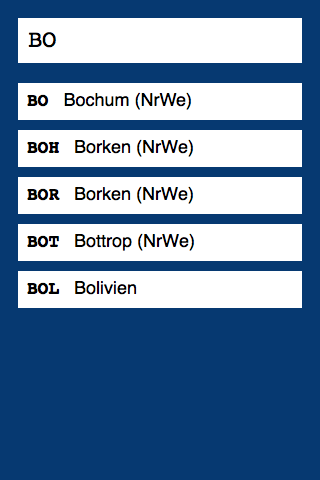 BO
BO Bochum (NrWe)
BOH Borken (NrWe)
BOR Borken (NrWe)
BOT Bottrop (NrWe)
BOL Bolivien